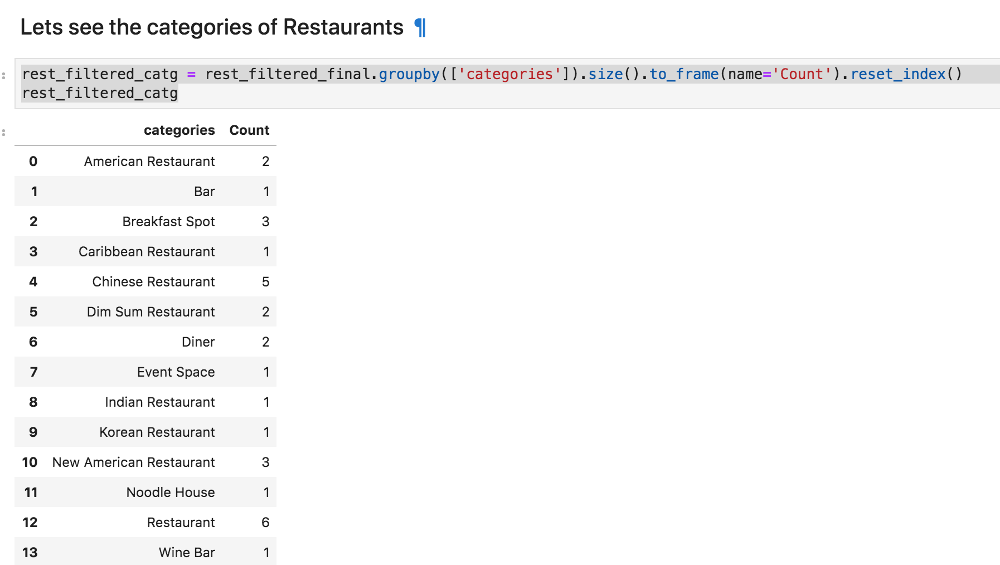 Lets see the categories of Restaurants ¶
rest_filtered_catg = rest_filtered_final.groupby(['categories']).size().to_frame(name='Count').reset_index()
rest_filtered_catg
categories Count
0 American Restaurant 2
1 Bar 1
2 Breakfast Spot 3
3 Caribbean Restaurant 1
4 Chinese Restaurant 5
5 Dim Sum Restaurant 2
6 Diner 2
7 Event Space 1
8 Indian Restaurant 1
9 Korean Restaurant 1
10 New American Restaurant 3
11 Noodle House 1
12 Restaurant 6
13 Wine Bar 1